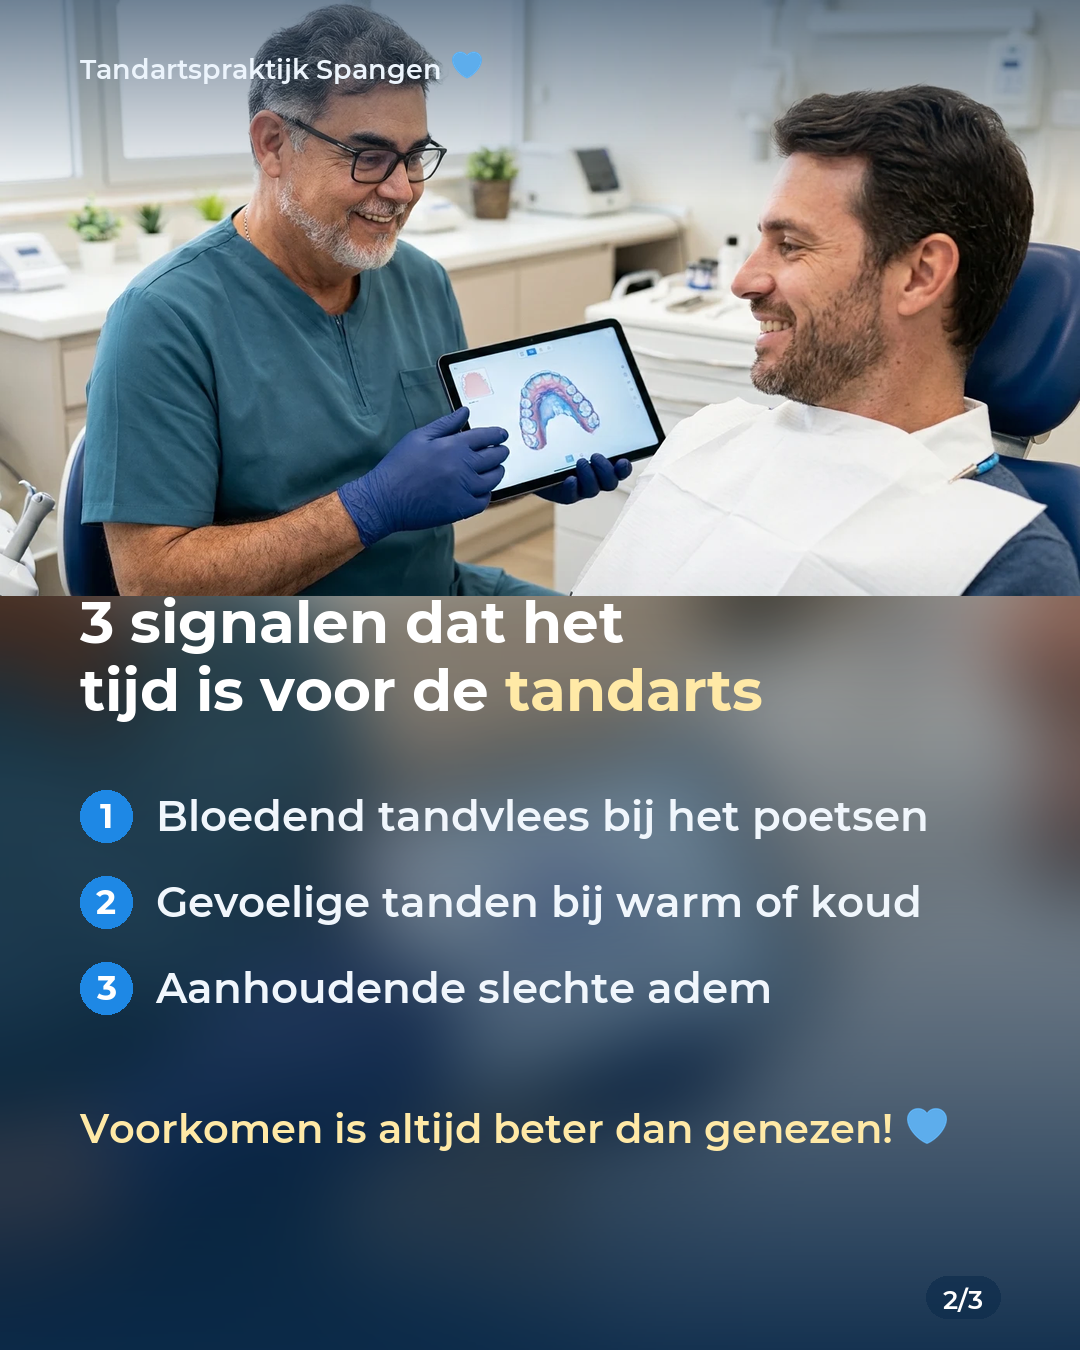 Tandartspraktijk Spangen 💙
3 signalen dat het
tijd is voor de tandarts
1 Bloedend tandvlees bij het poetsen
2 Gevoelige tanden bij warm of koud
3 Aanhoudende slechte adem
Voorkomen is altijd beter dan genezen! 💙
2/3